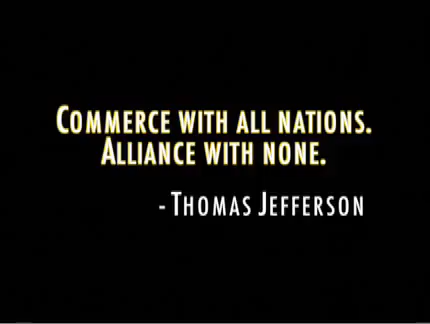 Commerce with all nations.
Alliance with none.
- Thomas Jefferson